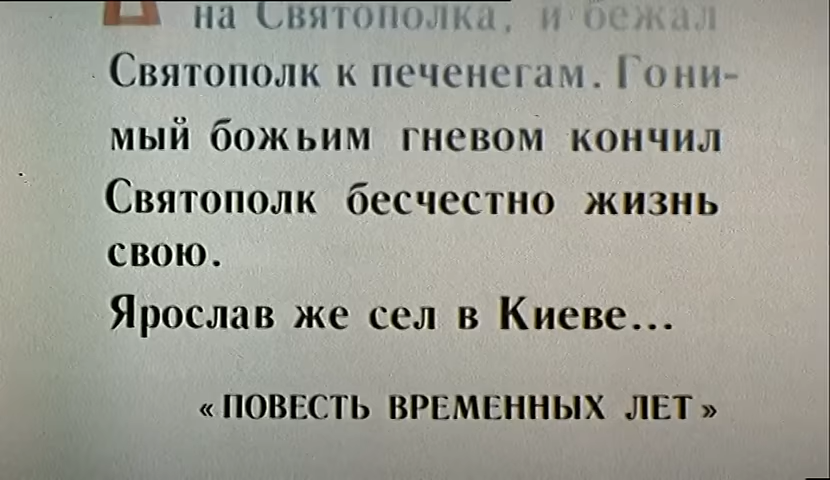 на Святополка, и бежал
Святополк к печенегам. Гони-
мый божьим гневом кончил
Святополк бесчестно жизнь
свою.
Ярослав же сел в Киеве...
«ПОВЕСТЬ ВРЕМЕННЫХ ЛЕТ»